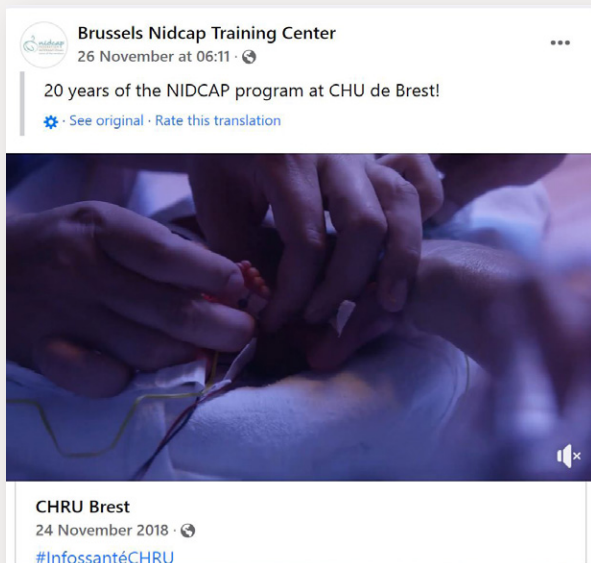 nidcap
Brussels Nidcap Training Center
26 November at 06:11 ·
20 years of the NIDCAP program at CHU de Brest!
· See original · Rate this translation
CHRU Brest
24 November 2018 ·
#InfossantéCHRU